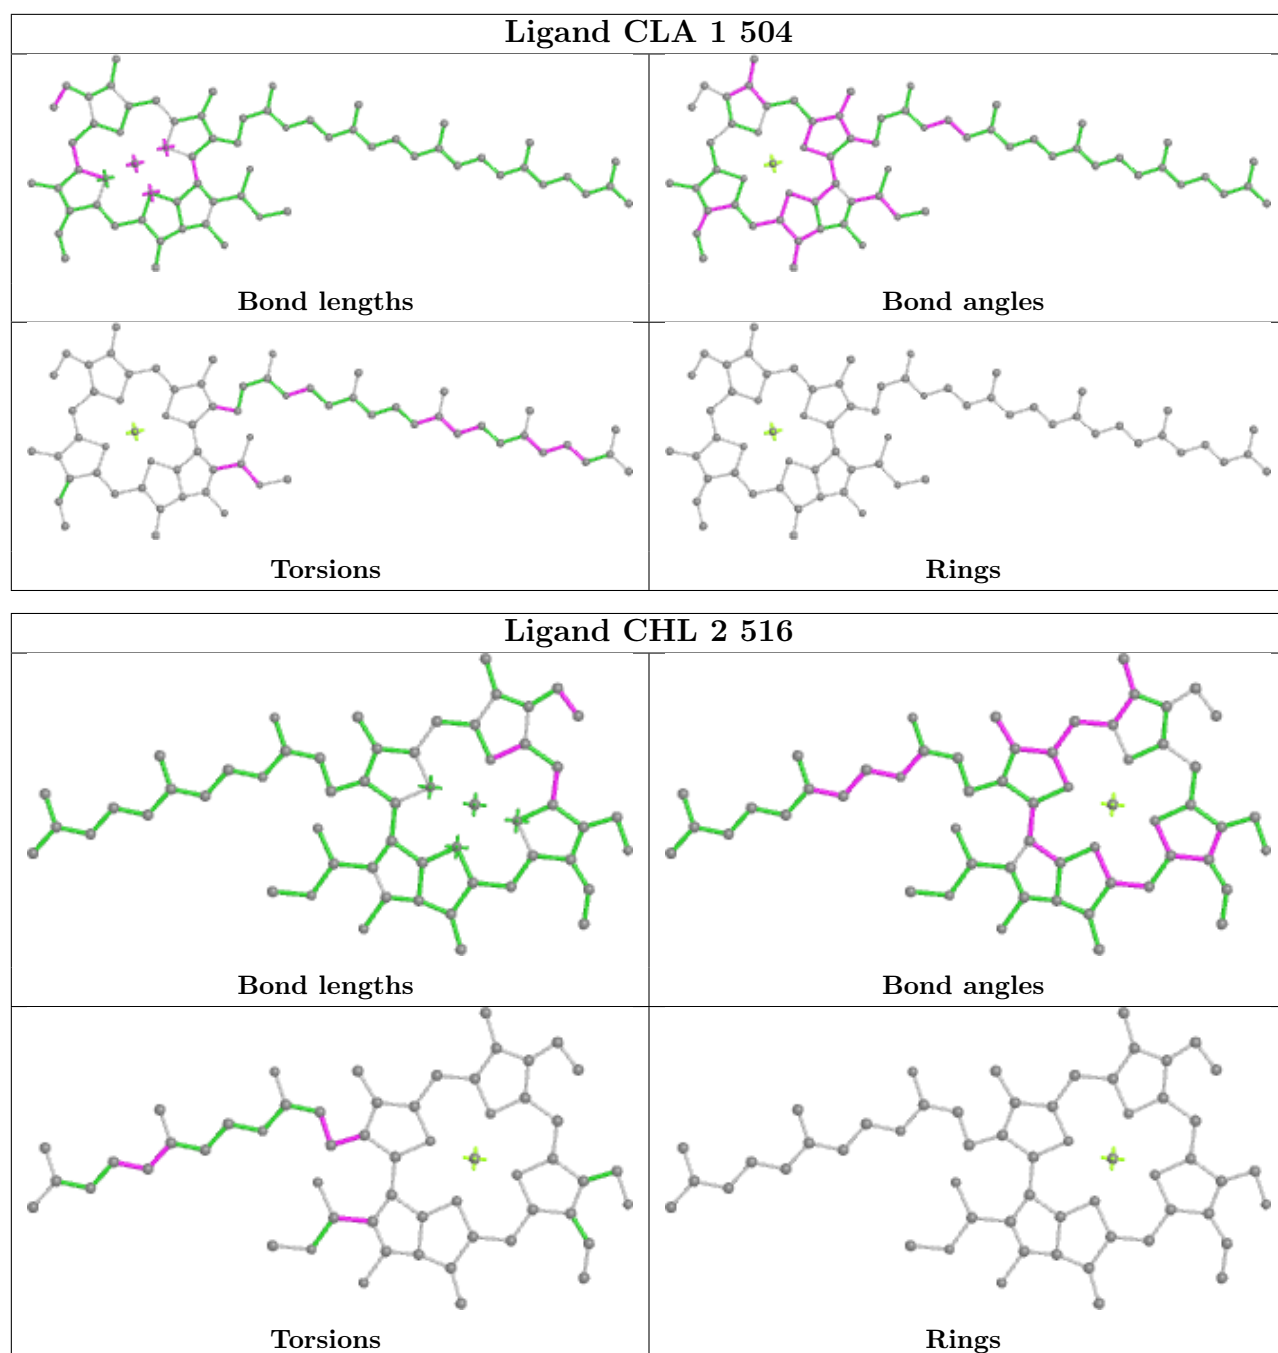 Ligand CLA 1 504
Bond lengths
Bond angles
Torsions
Rings
Ligand CHL 2 516
Bond lengths
Bond angles
Torsions
Rings